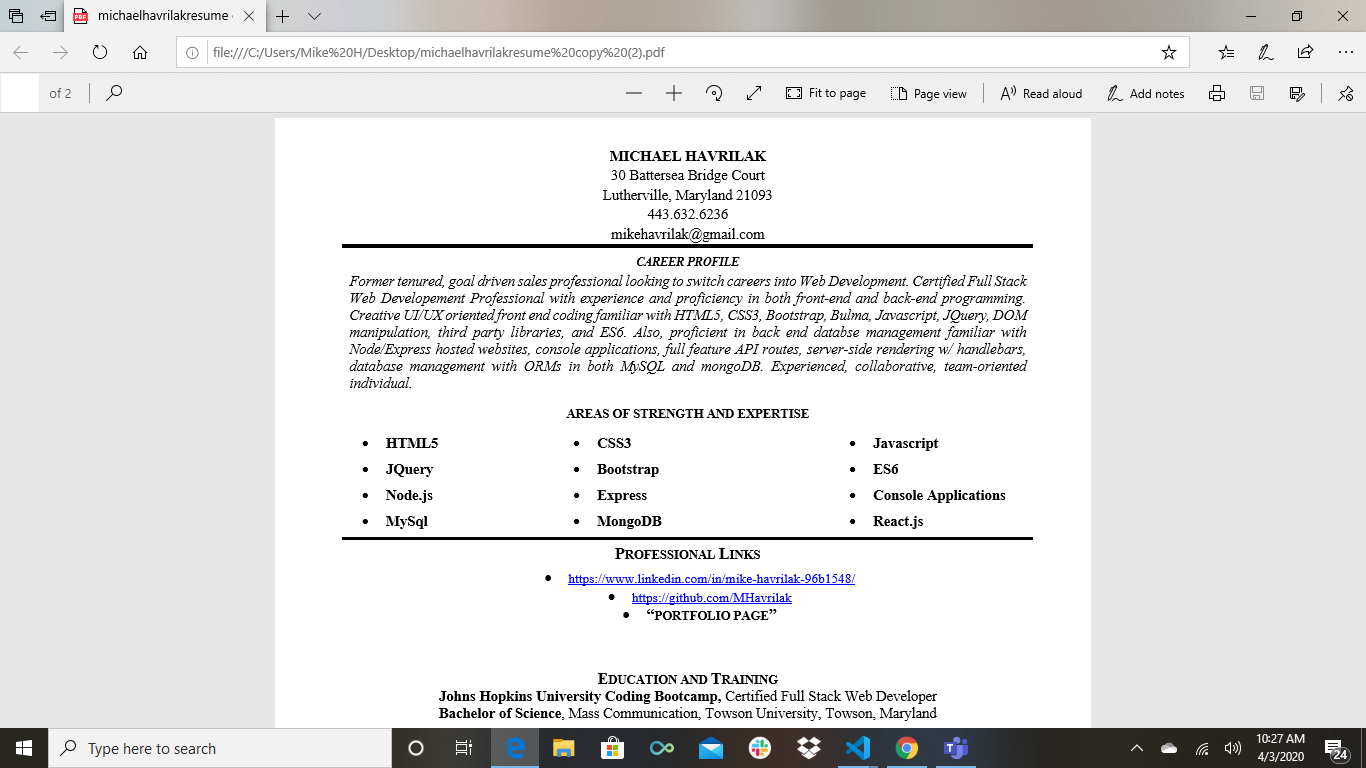 michaelhavrilakresume
file:///C:/Users/Mike%20H/Desktop/michaelhavrilakresume%20copy%20(2).pdf
of 2
Fit to page
Page view
Read aloud
Add notes
MICHAEL HAVRILAK
30 Battersea Bridge Court
Lutherville, Maryland 21093
443.632.6236
mikehavrilak@gmail.com
CAREER PROFILE
Former tenured, goal driven sales professional looking to switch careers into Web Development. Certified Full Stack
Web Developement Professional with experience and proficiency in both front-end and back-end programming.
Creative UI/UX oriented front end coding familiar with HTML5, CSS3, Bootstrap, Bulma, Javascript, JQuery, DOM
manipulation, third party libraries, and ES6. Also, proficient in back end databse management familiar with
Node/Express hosted websites, console applications, full feature API routes, server-side rendering w/ handlebars,
database management with ORMs in both MySQL and mongoDB. Experienced, collaborative, team-oriented
individual.
AREAS OF STRENGTH AND EXPERTISE
• HTML5 • CSS3 • Javascript
• JQuery • Bootstrap • ES6
• Node.js • Express • Console Applications
• MySql • MongoDB • React.js
PROFESSIONAL LINKS
• https://www.linkedin.com/in/mike-havrilak-96b1548/
• https://github.com/MHavrilak
• “PORTFOLIO PAGE”
EDUCATION AND TRAINING
Johns Hopkins University Coding Bootcamp, Certified Full Stack Web Developer
Bachelor of Science, Mass Communication, Towson University, Towson, Maryland
Type here to search
10:27 AM
4/3/2020
24